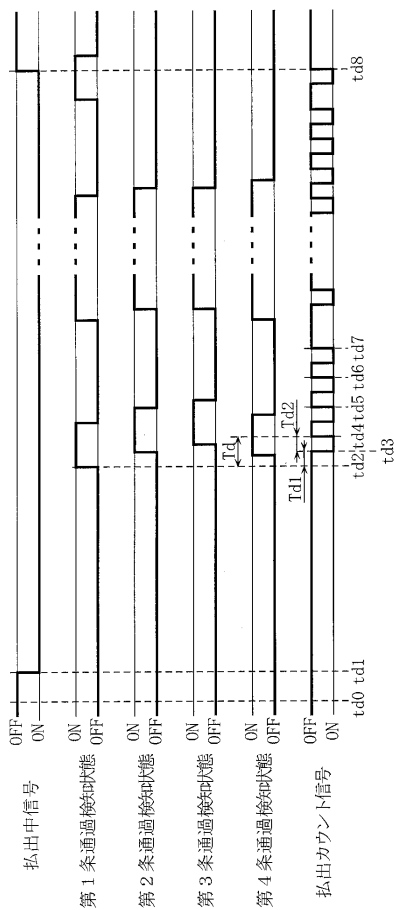 払出中信号
OFF
ON
第1条通過検知状態
ON
OFF
第2条通過検知状態
ON
OFF
第3条通過検知状態
ON
OFF
第4条通過検知状態
ON
OFF
払出カウント信号
OFF
ON
Td
Td1
Td2
td0
td1
td2
td3
td4
td5
td6
td7
td8